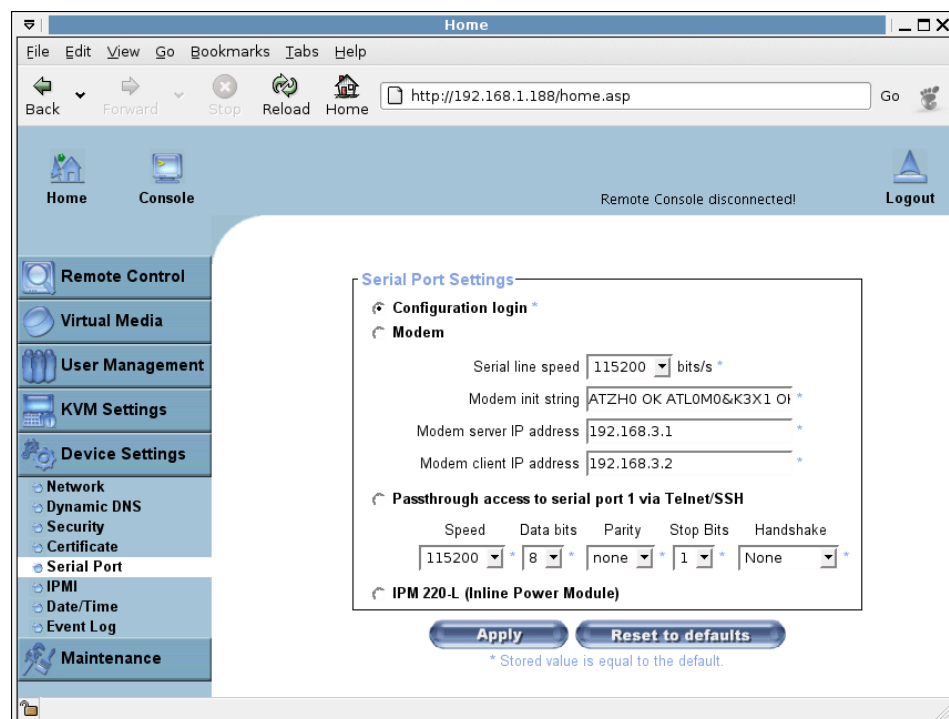 Home
File Edit View Go Bookmarks Tabs Help
Back Forward Stop Reload Home http://192.168.1.188/home.asp Go
Home Console Remote Console disconnected! Logout
Remote Control
Virtual Media
User Management
KVM Settings
Device Settings
Network
Dynamic DNS
Security
Certificate
Serial Port
IPMI
Date/Time
Event Log
Maintenance
Serial Port Settings
Configuration login *
Modem
Serial line speed 115200 bits/s *
Modem init string ATZH0 OK ATL0M0&K3X1 *
Modem server IP address 192.168.3.1 *
Modem client IP address 192.168.3.2 *
Passthrough access to serial port 1 via Telnet/SSH
Speed Data bits Parity Stop Bits Handshake
115200 * 8 * none * 1 * None *
IPM 220-L (Inline Power Module)
Apply Reset to defaults
* Stored value is equal to the default.